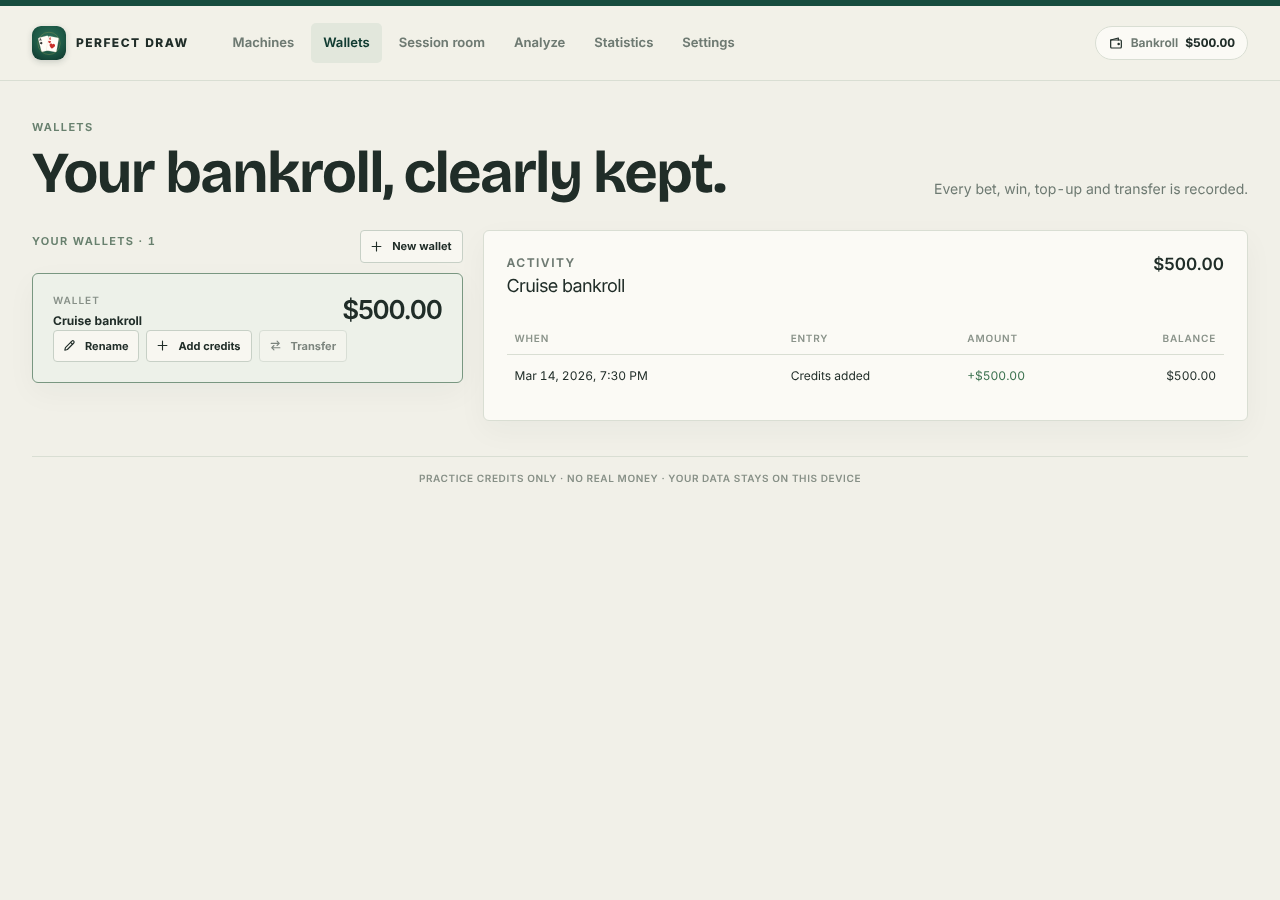 PERFECT DRAW
Machines
Wallets
Session room
Analyze
Statistics
Settings
Bankroll $500.00
WALLETS
Your bankroll, clearly kept.
Every bet, win, top-up and transfer is recorded.
YOUR WALLETS · 1
New wallet
WALLET
Cruise bankroll
$500.00
Rename
Add credits
Transfer
ACTIVITY
Cruise bankroll
$500.00
WHEN ENTRY AMOUNT BALANCE
Mar 14, 2026, 7:30 PM Credits added +$500.00 $500.00
PRACTICE CREDITS ONLY · NO REAL MONEY · YOUR DATA STAYS ON THIS DEVICE